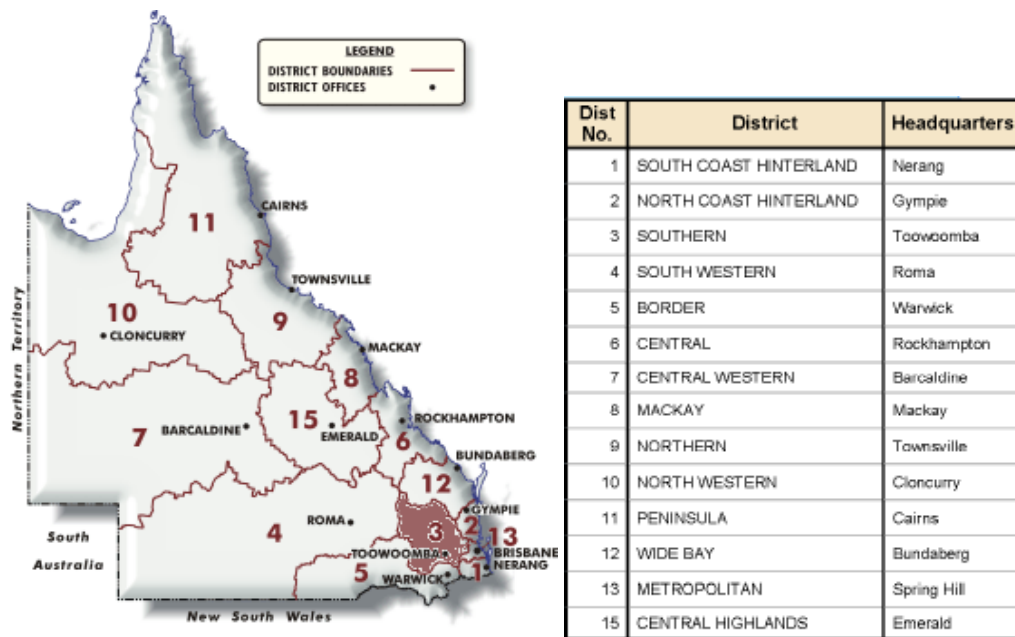 LEGEND
DISTRICT BOUNDARIES
DISTRICT OFFICES
11
CAIRNS
TOWNSVILLE
10
CLONCURRY
9
MACKAY
8
7
BARCALDINE
15
EMERALD
ROCKHAMPTON
6
BUNDABERG
12
GYMPIE
4
ROMA
3
2
13
TOOWOOMBA
BRISBANE
NERANG
5
WARWICK
1
Northern Territory
South
Australia
New South Wales
Dist No. District Headquarters
1 SOUTH COAST HINTERLAND Nerang
2 NORTH COAST HINTERLAND Gympie
3 SOUTHERN Toowoomba
4 SOUTH WESTERN Roma
5 BORDER Warwick
6 CENTRAL Rockhampton
7 CENTRAL WESTERN Barcaldine
8 MACKAY Mackay
9 NORTHERN Townsville
10 NORTH WESTERN Cloncurry
11 PENINSULA Cairns
12 WIDE BAY Bundaberg
13 METROPOLITAN Spring Hill
15 CENTRAL HIGHLANDS Emerald